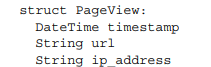 struct PageView:
DateTime timestamp
String url
String ip_address